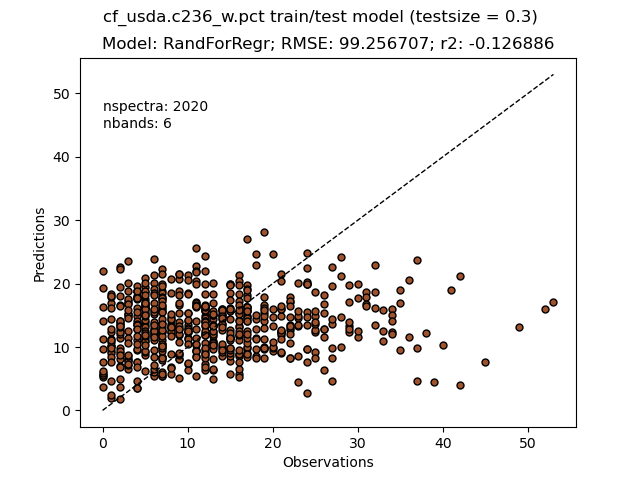 cf_usda.c236_w.pct train/test model (testsize = 0.3)
Model: RandForRegr; RMSE: 99.256707; r2: -0.126886
nspectra: 2020
nbands: 6
Predictions
50
40
30
20
10
0
0 10 20 30 40 50
Observations